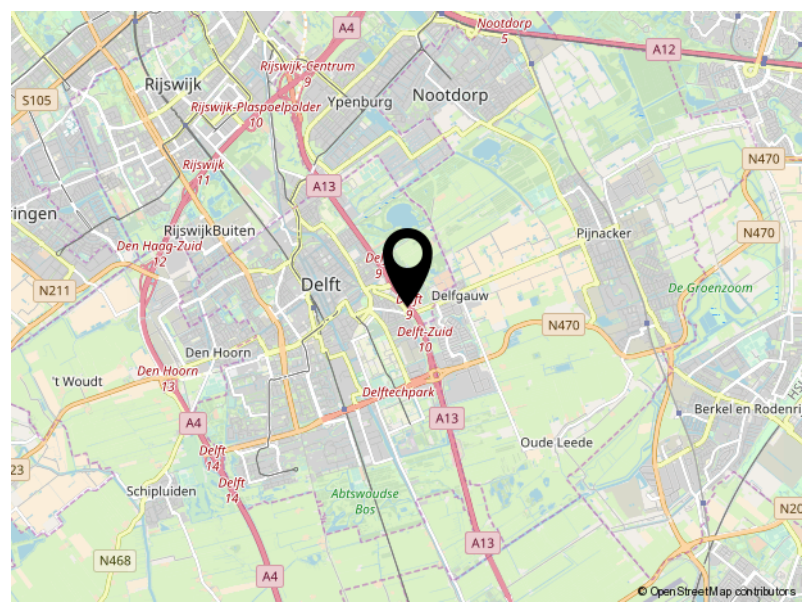 Nootdorp
5
A4
A12
Rijswijk-Centrum
9
Rijswijk
S105
Ypenburg
Nootdorp
Rijswijk-Plaspoelpolder
10
N470
Rijswijk
11
A13
ringen
RijswijkBuiten
Pijnacker
N470
Den Haag-Zuid
12
9
N211
Delft
De Groenzoom
Delfgauw
Delft
9
N470
Delft-Zuid
10
Den Hoorn
Den Hoorn
13
't Woudt
Delftechpark
Berkel en Rodenrij
A4
A13
Oude Leede
Delft
14
23
Delft
14
Schipluiden
Abtswoudse
Bos
N20
A13
N468
A4
© OpenStreetMap contributors